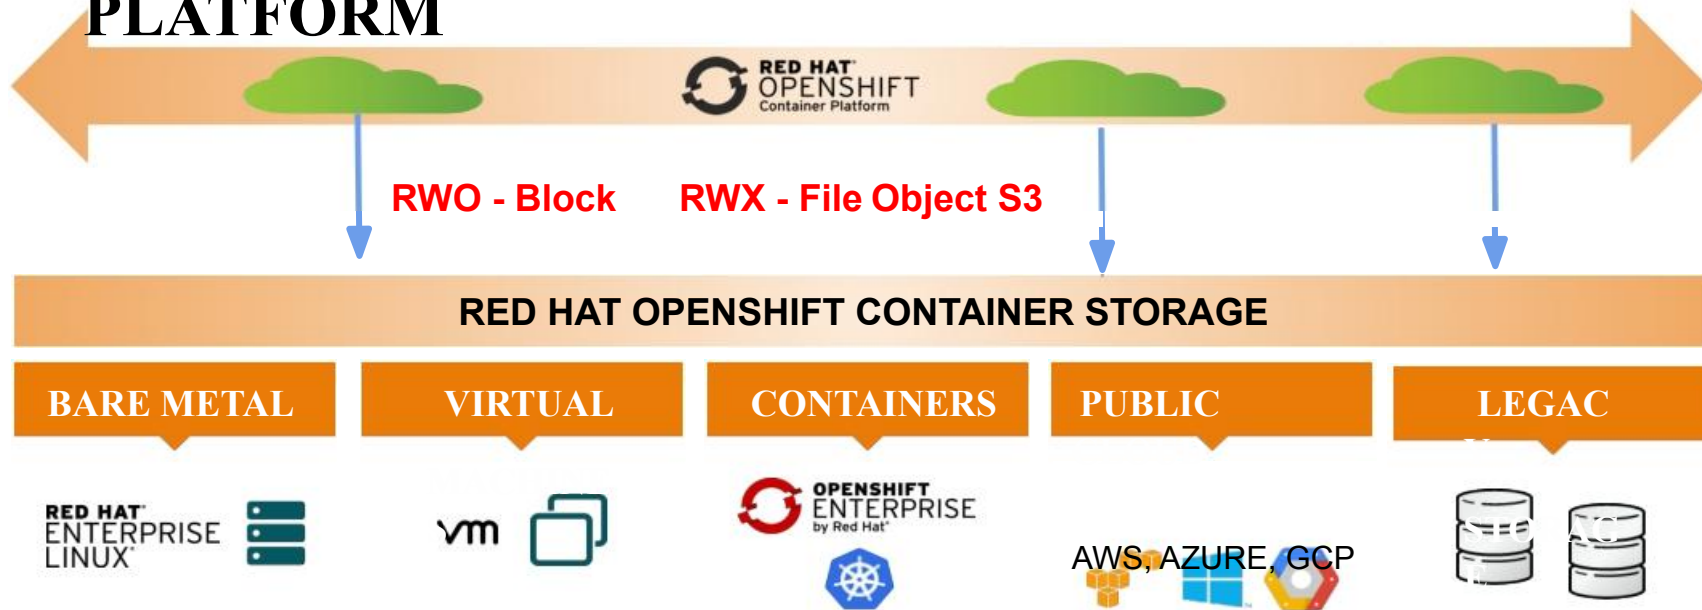 PLATFORM
RED HAT
OPENSHIFT
Container Platform
RWO - Block RWX - File Object S3
RED HAT OPENSHIFT CONTAINER STORAGE
BARE METAL VIRTUAL CONTAINERS PUBLIC LEGAC
Y
RED HAT
ENTERPRISE
LINUX
vm
OPENSHIFT
ENTERPRISE
by Red Hat
AWS, AZURE, GCP
STORAG
E